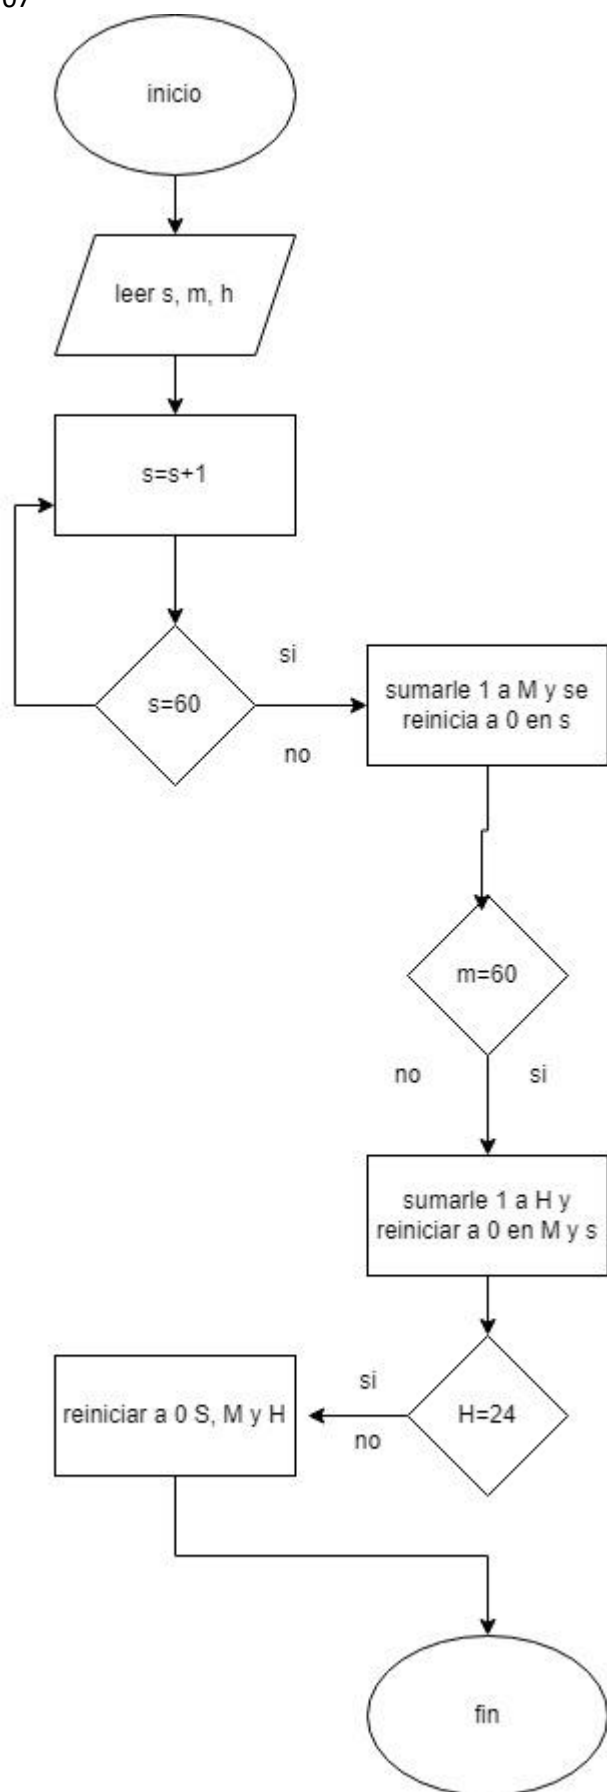 07
inicio
leer s, m, h
s=s+1
s=60
si
no
sumarle 1 a M y se
reinicia a 0 en s
m=60
no
si
sumarle 1 a H y
reiniciar a 0 en M y s
H=24
si
no
reiniciar a 0 S, M y H
fin